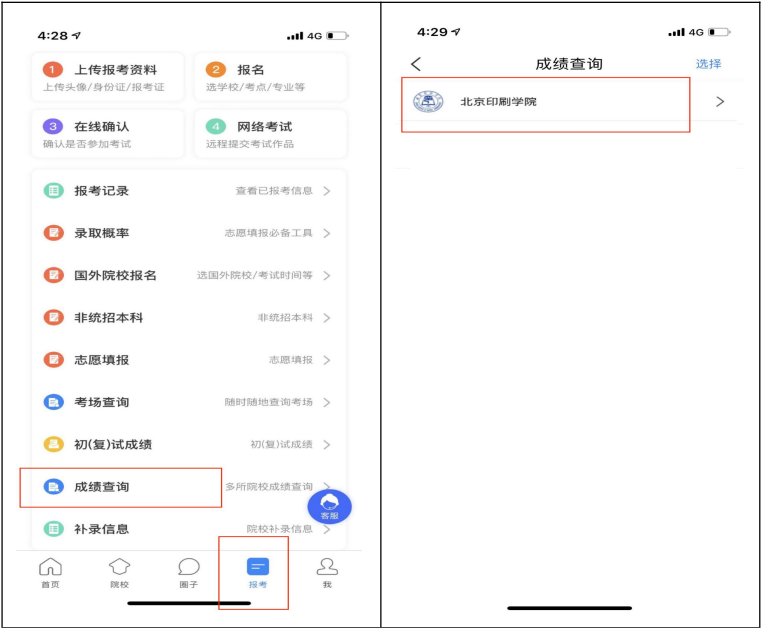 4:28
4G
1 上传报考资料
上传头像/身份证/报考证
2 报名
选学校/考点/专业等
3 在线确认
确认是否参加考试
4 网络考试
远程提交考试作品
报考记录 查看已报考信息
录取概率 志愿填报必备工具
国外院校报名 选国外院校/考试时间等
非统招本科 非统招本科
志愿填报 志愿填报
考场查询 随时随地查询考场
初(复)试成绩 初(复)试成绩
成绩查询 多所院校成绩查询
客服
补录信息 院校补录信息
首页 院校 圈子 报考 我
4:29
4G
成绩查询 选择
北京印刷学院